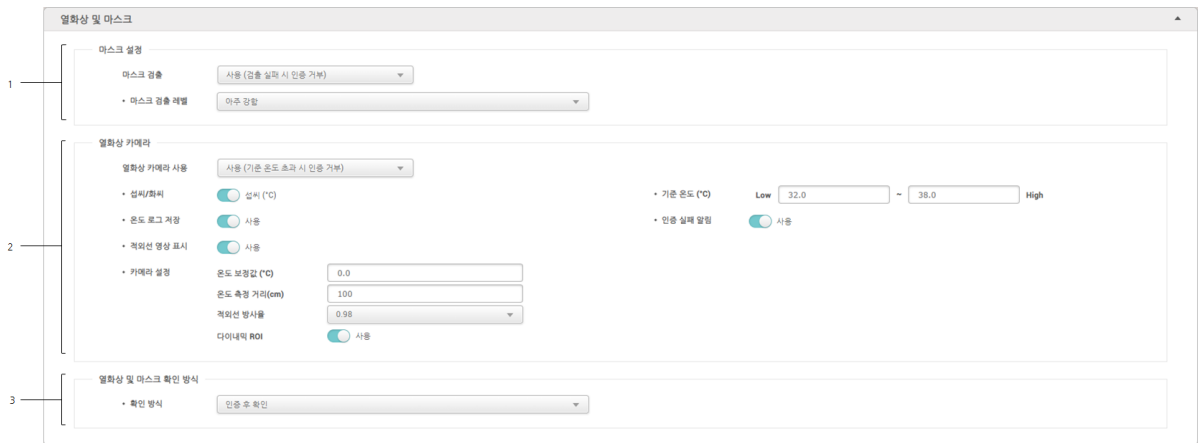 열화상 및 마스크
1
마스크 설정
마스크 검출 사용 (검출 실패 시 인증 거부)
• 마스크 검출 레벨 아주 강함
2
열화상 카메라
열화상 카메라 사용 사용 (기준 온도 초과 시 인증 거부)
• 섭씨/화씨 섭씨 (°C) • 기준 온도 (°C) Low 32.0 ~ 38.0 High
• 온도 로그 저장 사용 • 인증 실패 알림 사용
• 적외선 영상 표시 사용
• 카메라 설정 온도 보정값 (°C) 0.0
온도 측정 거리(cm) 100
적외선 방사율 0.98
다이내믹 ROI 사용
3
열화상 및 마스크 확인 방식
• 확인 방식 인증 후 확인